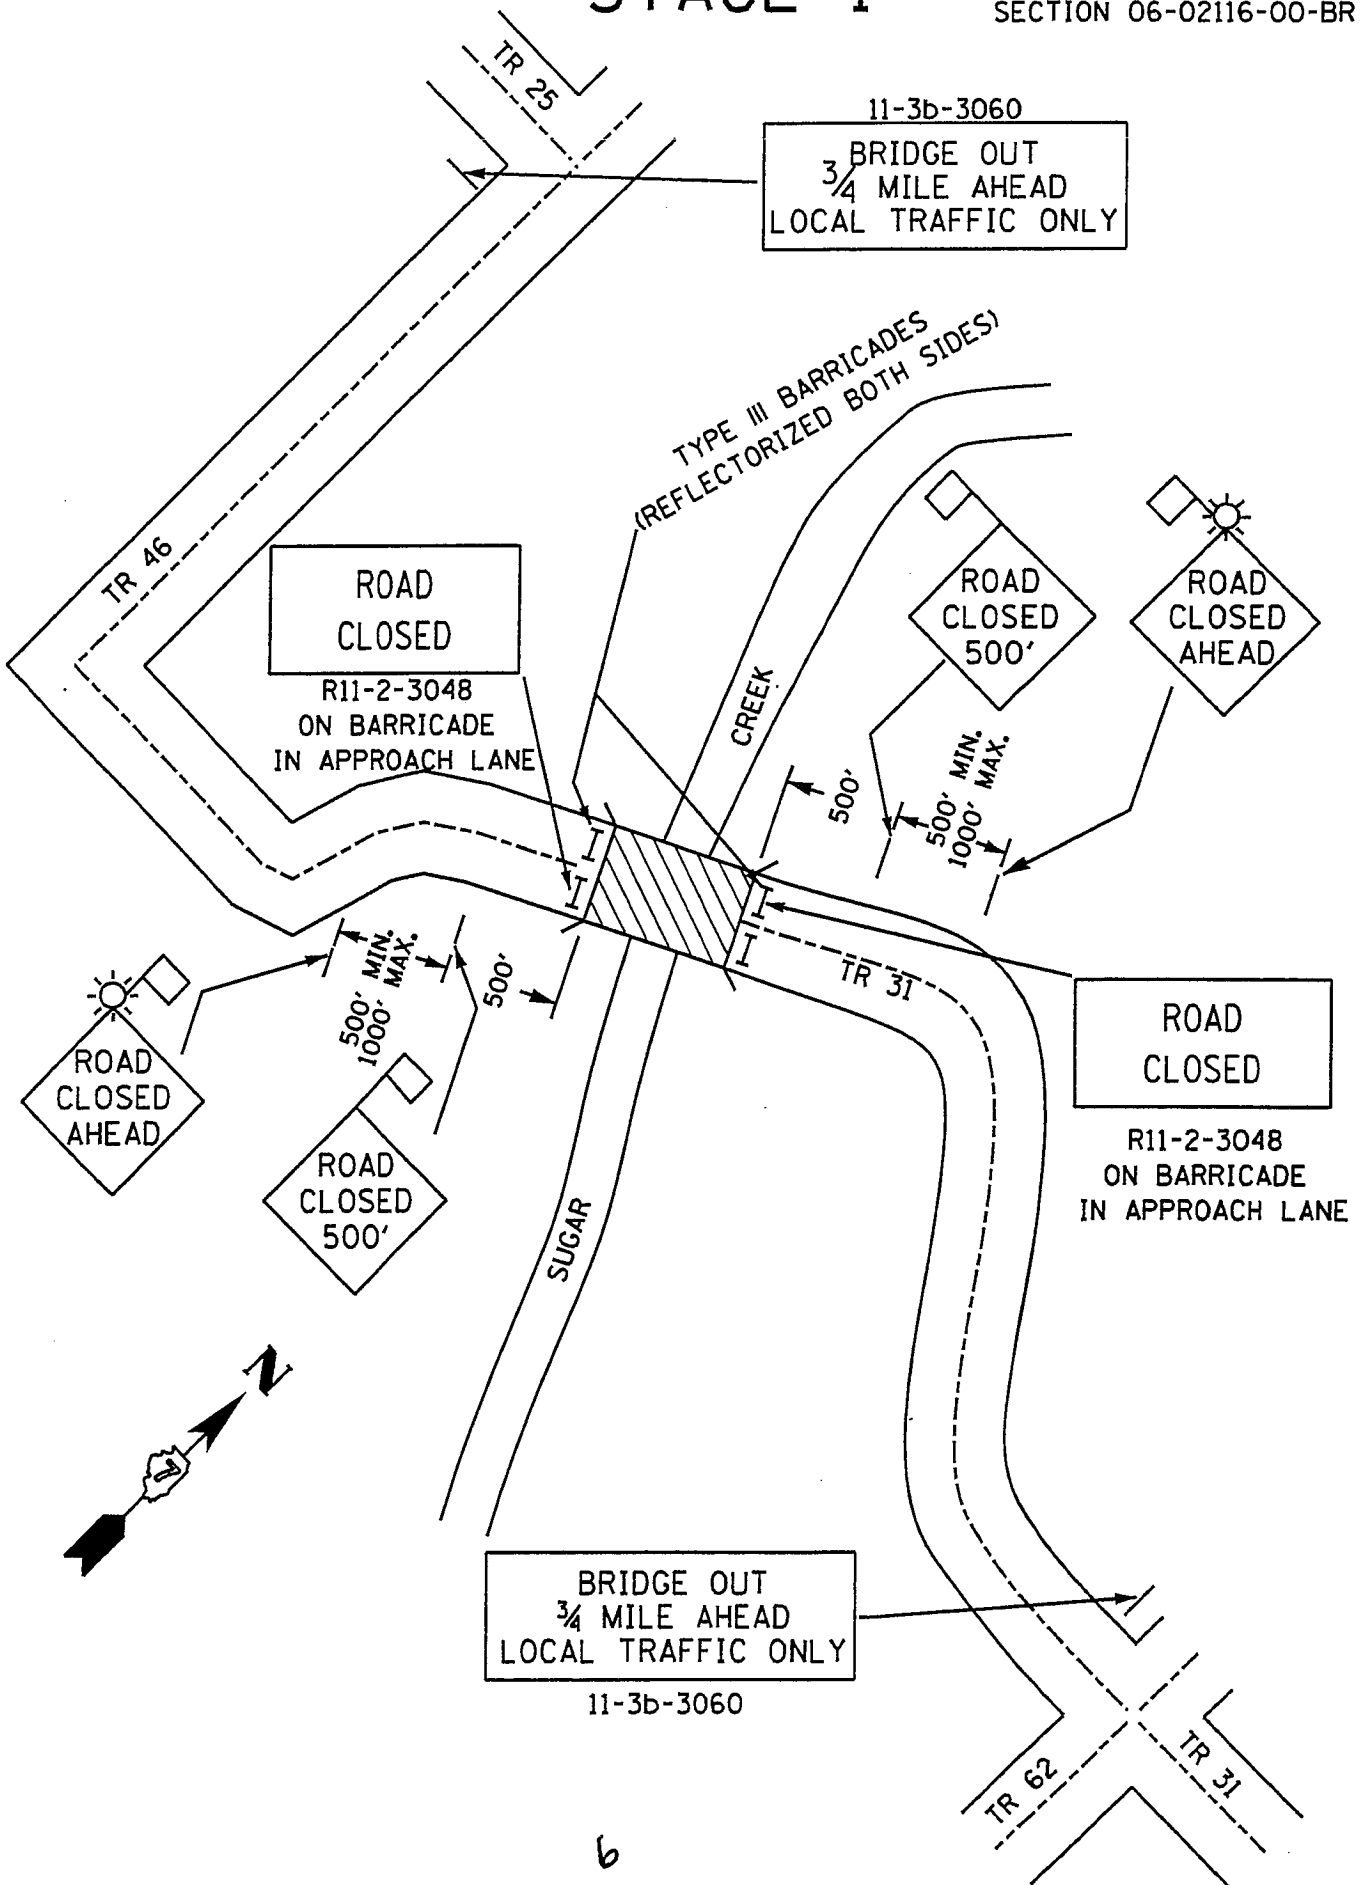 STAGE 1
SECTION 06-02116-00-BR
TR 25
11-3b-3060
BRIDGE OUT
3/4 MILE AHEAD
LOCAL TRAFFIC ONLY
TYPE III BARRICADES
(REFLECTORIZED BOTH SIDES)
TR 46
ROAD
CLOSED
R11-2-3048
ON BARRICADE
IN APPROACH LANE
CREEK
ROAD
CLOSED
500'
ROAD
CLOSED
AHEAD
500'
500' MIN.
1000' MAX.
500' MIN.
1000' MAX.
500'
TR 31
ROAD
CLOSED
R11-2-3048
ON BARRICADE
IN APPROACH LANE
ROAD
CLOSED
AHEAD
ROAD
CLOSED
500'
SUGAR
N
7
BRIDGE OUT
3/4 MILE AHEAD
LOCAL TRAFFIC ONLY
11-3b-3060
TR 62
TR 31
6